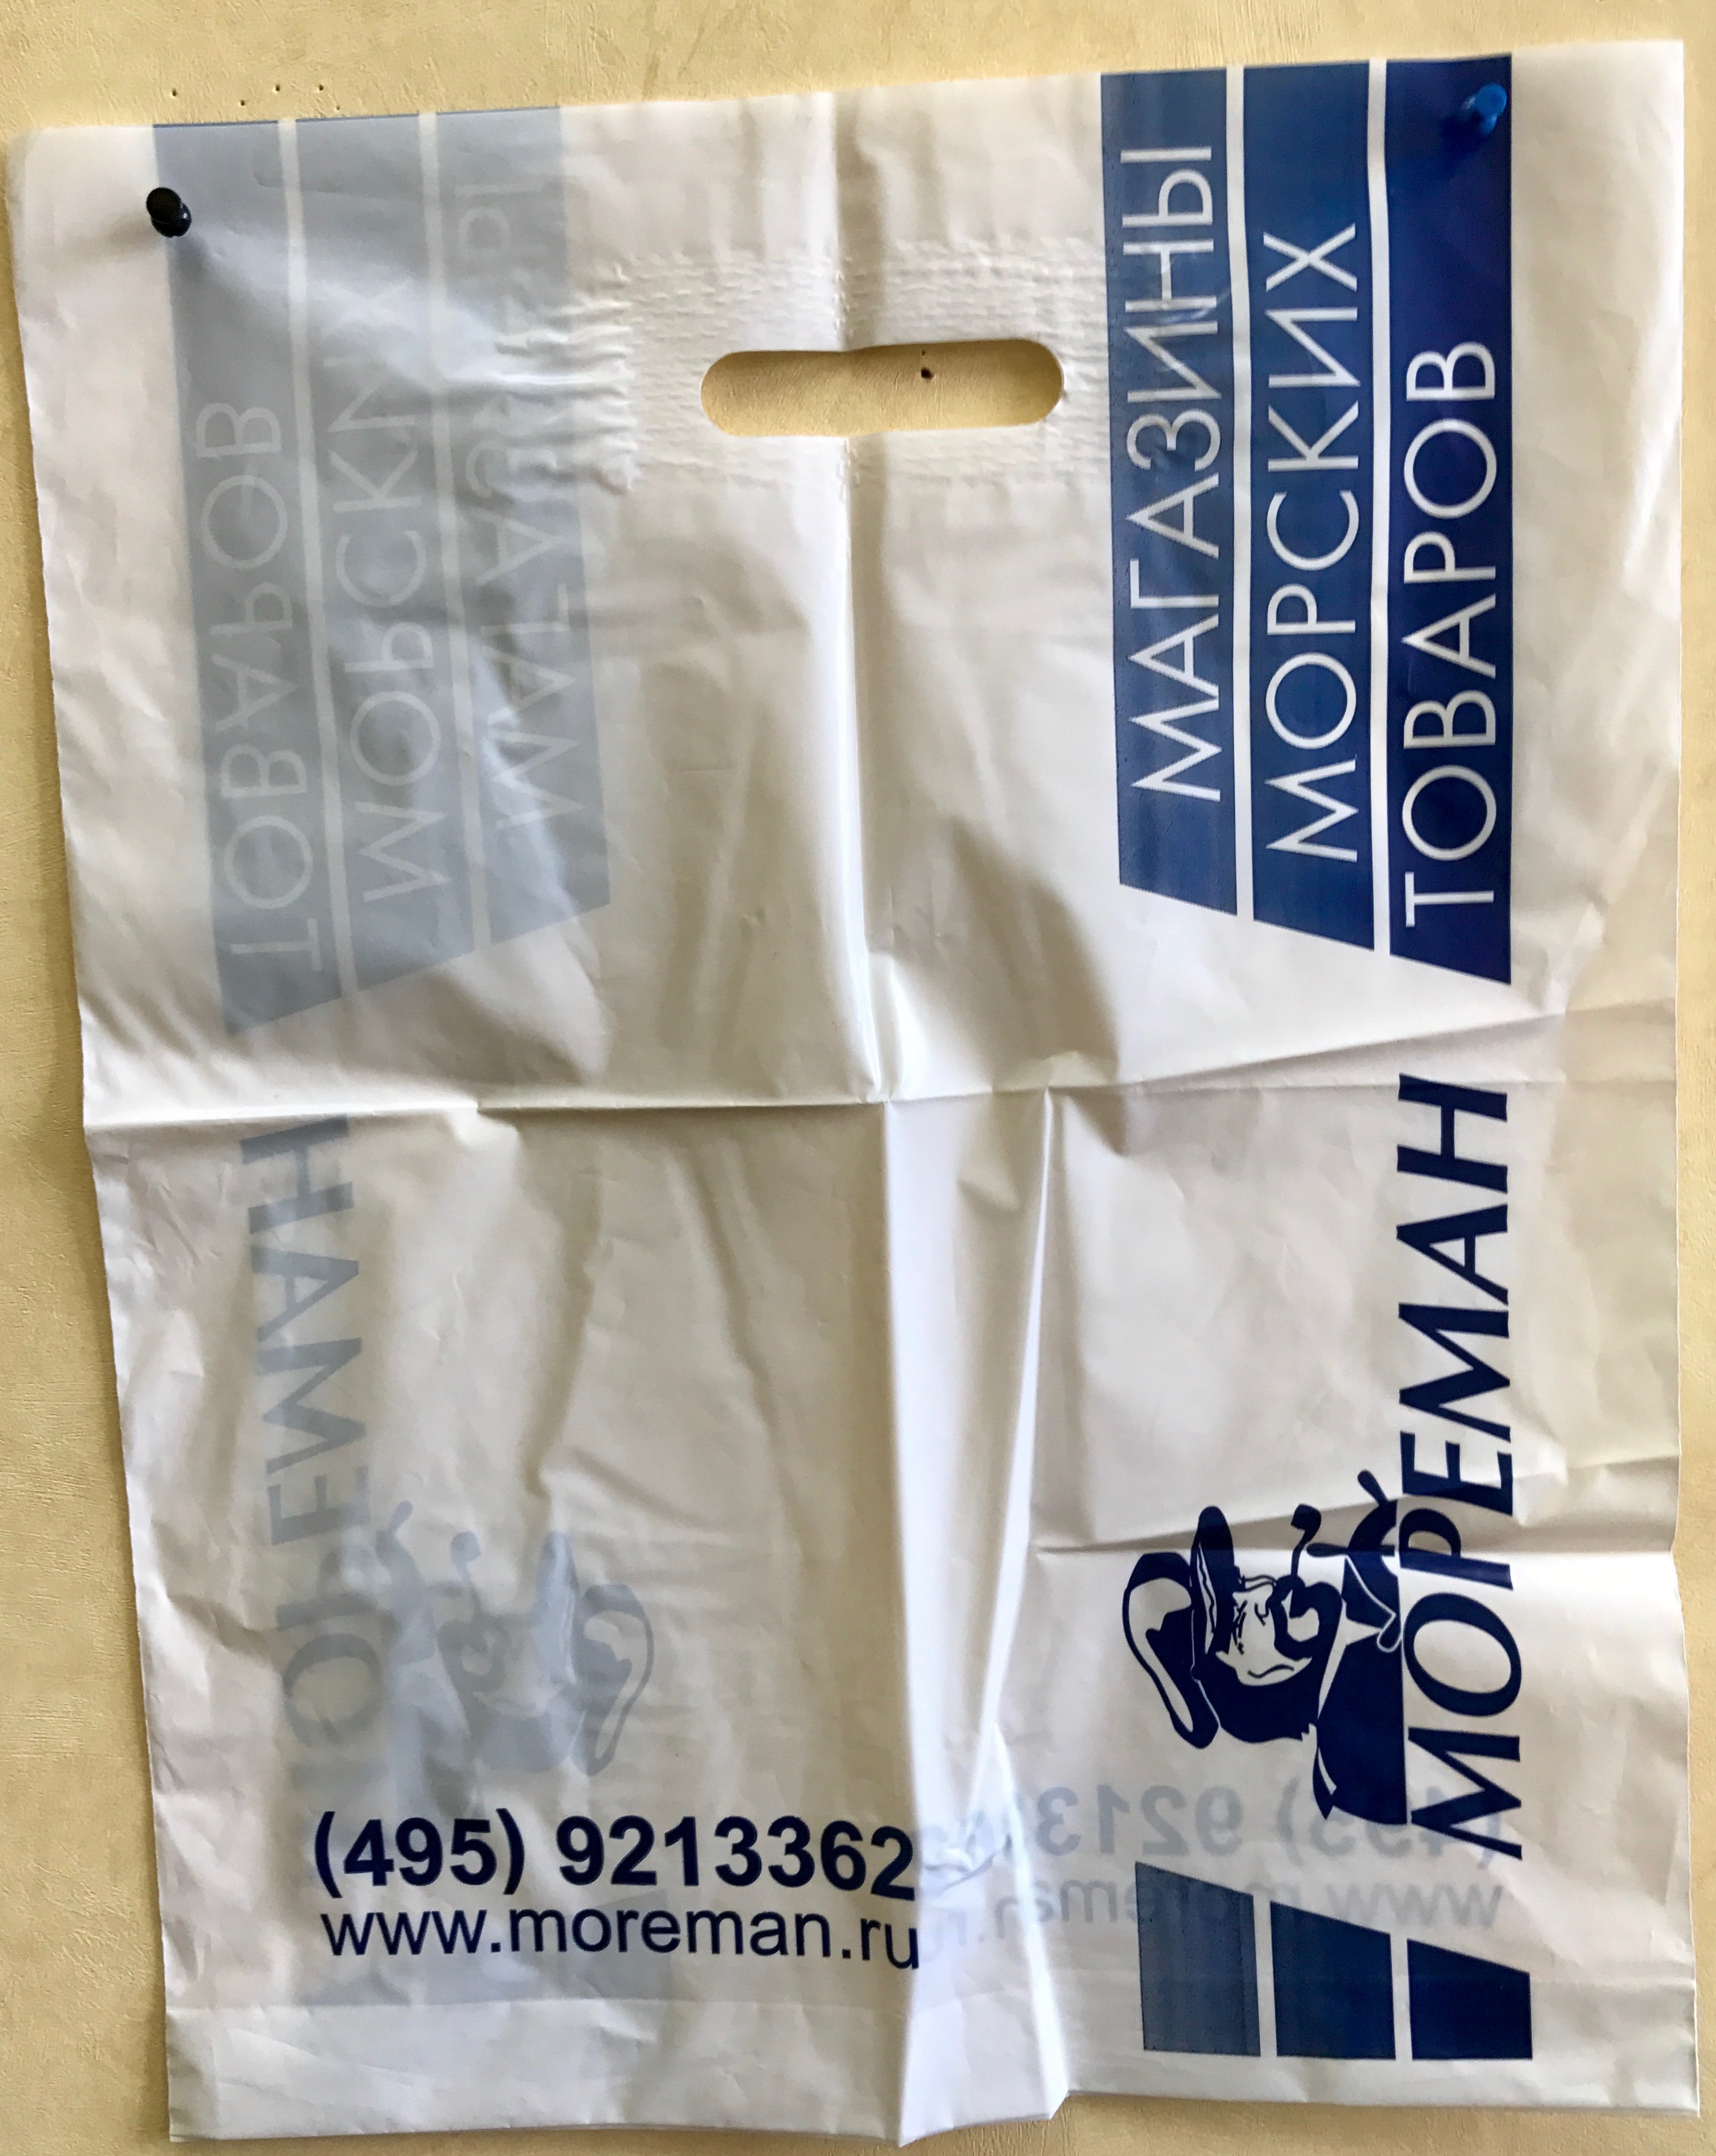 МАГАЗИНЫ
МОРСКИХ
ТОВАРОВ
МОРЕМАН
(495) 9213362
www.moreman.ru